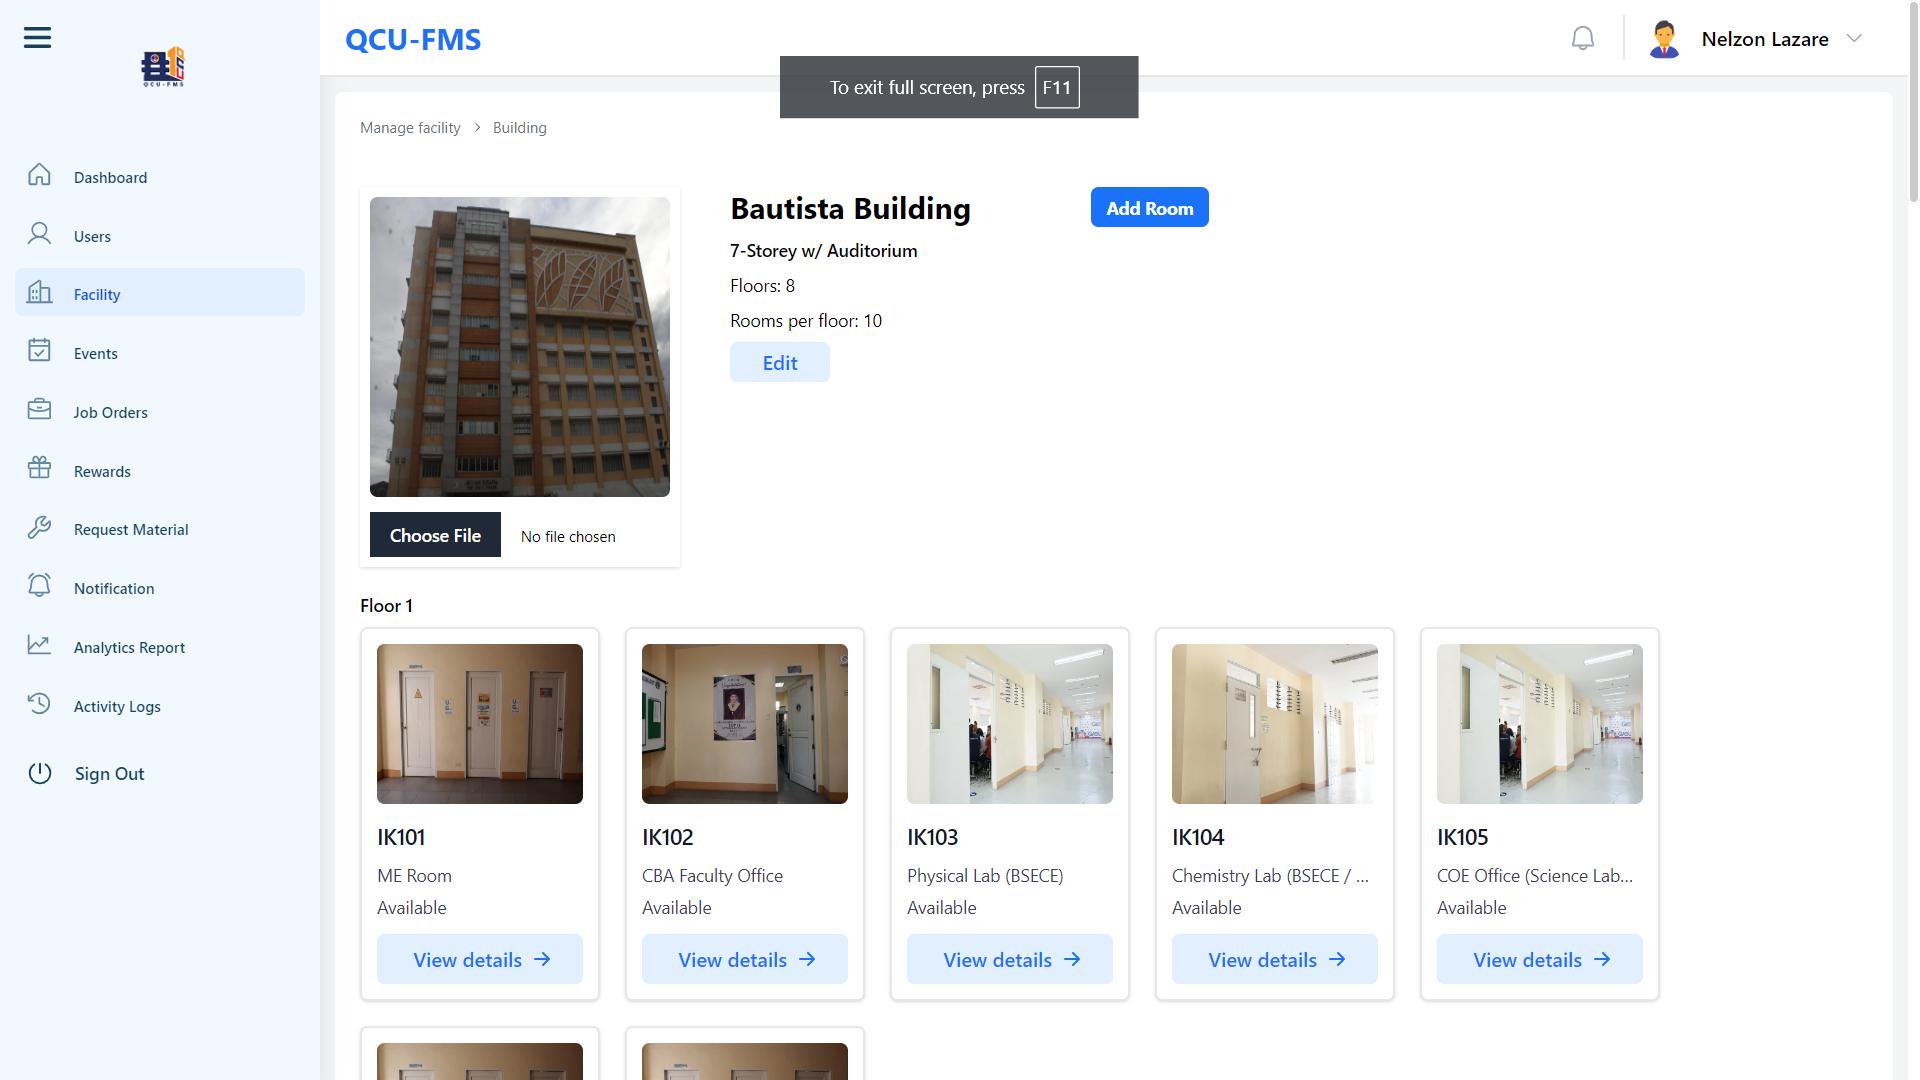 QCU-FMS
QCU-FMS
Nelzon Lazare
To exit full screen, press F11
Manage facility > Building
Dashboard
Users
Facility
Events
Job Orders
Rewards
Request Material
Notification
Analytics Report
Activity Logs
Sign Out
Bautista Building
Add Room
7-Storey w/ Auditorium
Floors: 8
Rooms per floor: 10
Edit
Choose File
No file chosen
Floor 1
IK101
ME Room
Available
View details
IK102
CBA Faculty Office
Available
View details
IK103
Physical Lab (BSECE)
Available
View details
IK104
Chemistry Lab (BSECE / ...
Available
View details
IK105
COE Office (Science Lab...
Available
View details